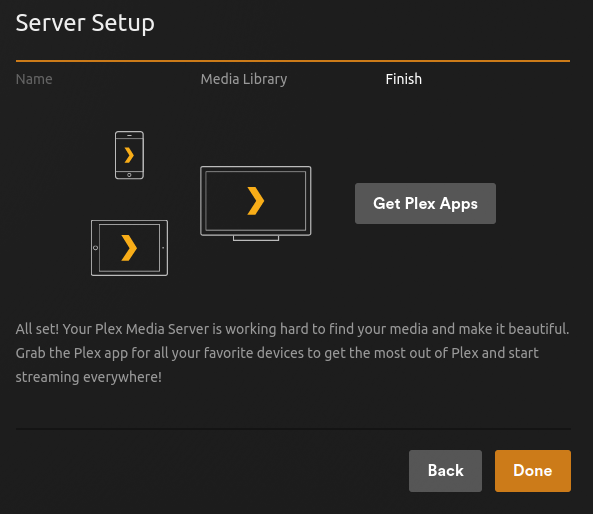 Server Setup
Name
Media Library
Finish
Get Plex Apps
All set! Your Plex Media Server is working hard to find your media and make it beautiful.
Grab the Plex app for all your favorite devices to get the most out of Plex and start
streaming everywhere!
Back
Done